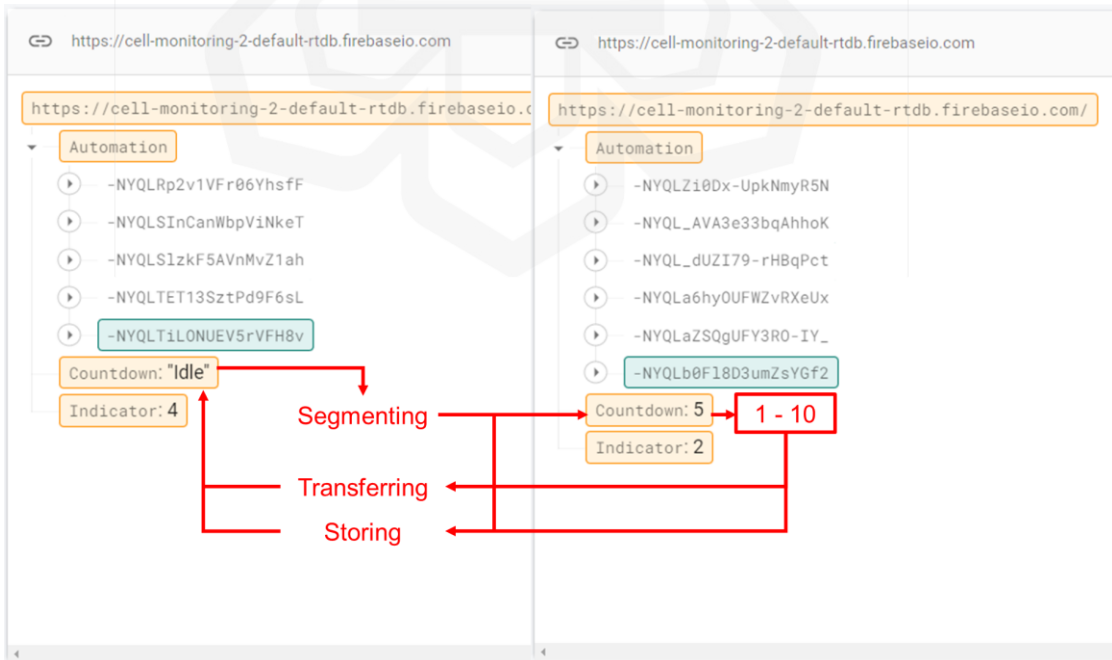 https://cell-monitoring-2-default-rtdb.firebaseio.com
https://cell-monitoring-2-default-rtdb.firebaseio.c
Automation
-NYQLRp2v1VFr06YhsfF
-NYQLSInCanWbpViNkeT
-NYQLSlzkF5AVnMvZ1ah
-NYQLTET13SztPd9F6sL
-NYQLTiLONUEV5rVFH8v
Countdown: "Idle"
Indicator: 4
Segmenting
Transferring
Storing
https://cell-monitoring-2-default-rtdb.firebaseio.com
https://cell-monitoring-2-default-rtdb.firebaseio.com/
Automation
-NYQLZi0Dx-UpkNmyR5N
-NYQL_AVA3e33bqAhhoK
-NYQL_dUZI79-rHBqPct
-NYQLa6hyOUFWZvRXeUx
-NYQLaZSQgUFY3RO-IY_
-NYQLb0Fl8D3umZsYGf2
Countdown: 5
1 - 10
Indicator: 2